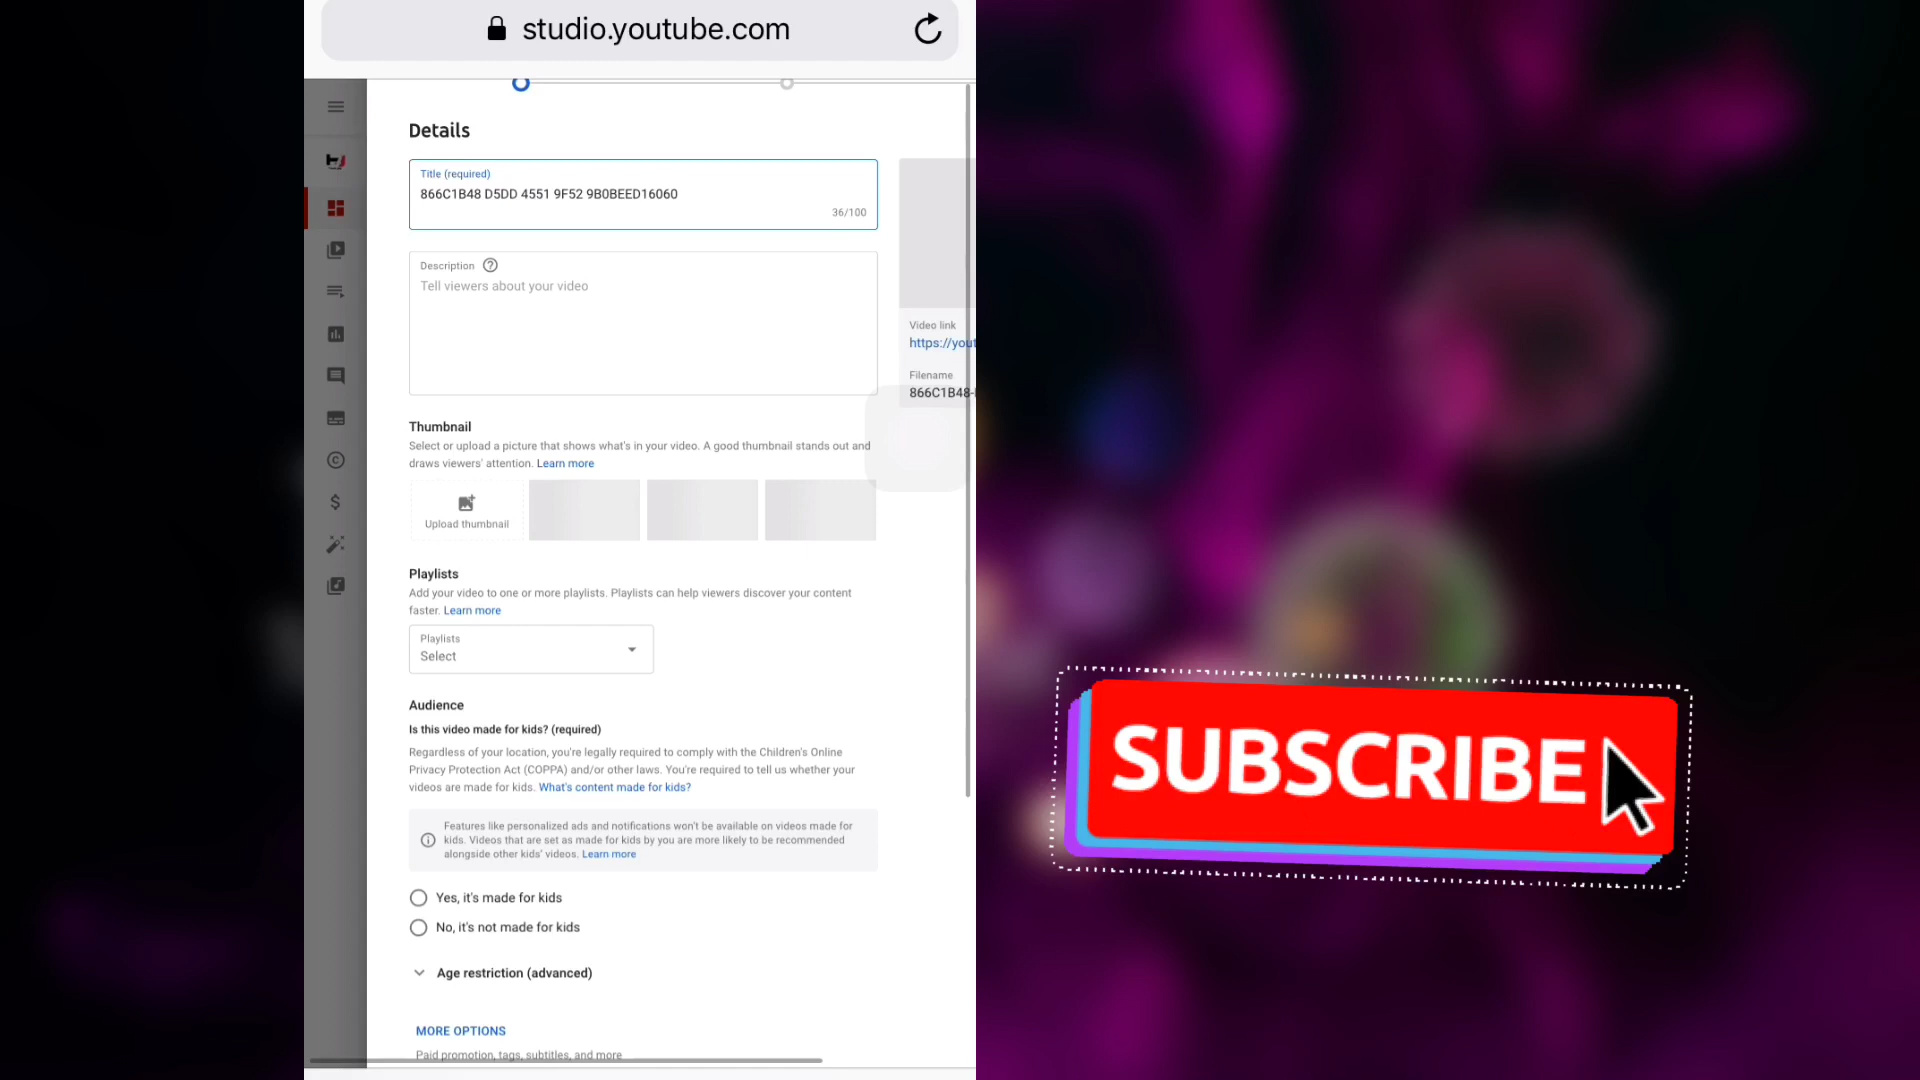 studio.youtube.com
Details
Title (required)
866C1B48 D5DD 4551 9F52 9B0BEED16060
36/100
Description
Tell viewers about your video
Video link
https://yout
Filename
866C1B48-
Thumbnail
Select or upload a picture that shows what's in your video. A good thumbnail stands out and
draws viewers' attention. Learn more
Upload thumbnail
Playlists
Add your video to one or more playlists. Playlists can help viewers discover your content
faster. Learn more
Playlists
Select
Audience
Is this video made for kids? (required)
Regardless of your location, you're legally required to comply with the Children's Online
Privacy Protection Act (COPPA) and/or other laws. You're required to tell us whether your
videos are made for kids. What's content made for kids?
Features like personalized ads and notifications won't be available on videos made for
kids. Videos that are set as made for kids by you are more likely to be recommended
alongside other kids' videos. Learn more
Yes, it's made for kids
No, it's not made for kids
Age restriction (advanced)
MORE OPTIONS
Paid promotion, tags, subtitles, and more
SUBSCRIBE